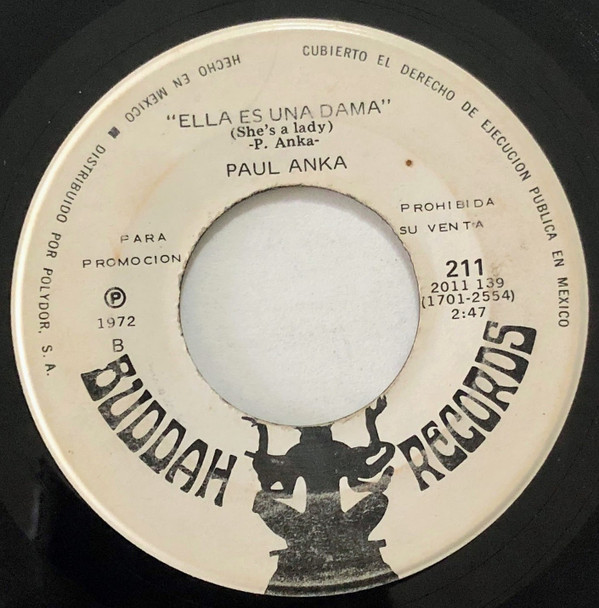 HECHO EN MEXICO ■ DISTRIBUIDO POR POLYDOR, S. A.
CUBIERTO EL DERECHO DE EJECUCION PUBLICA EN MEXICO
"ELLA ES UNA DAMA"
(She's a lady)
-P. Anka-
PAUL ANKA
PARA
PROMOCION
PROHIBIDA
SU VENTA
Ⓟ
1972
B
211
2011 139
(1701-2554)
2:47
BUDDAH RECORDS